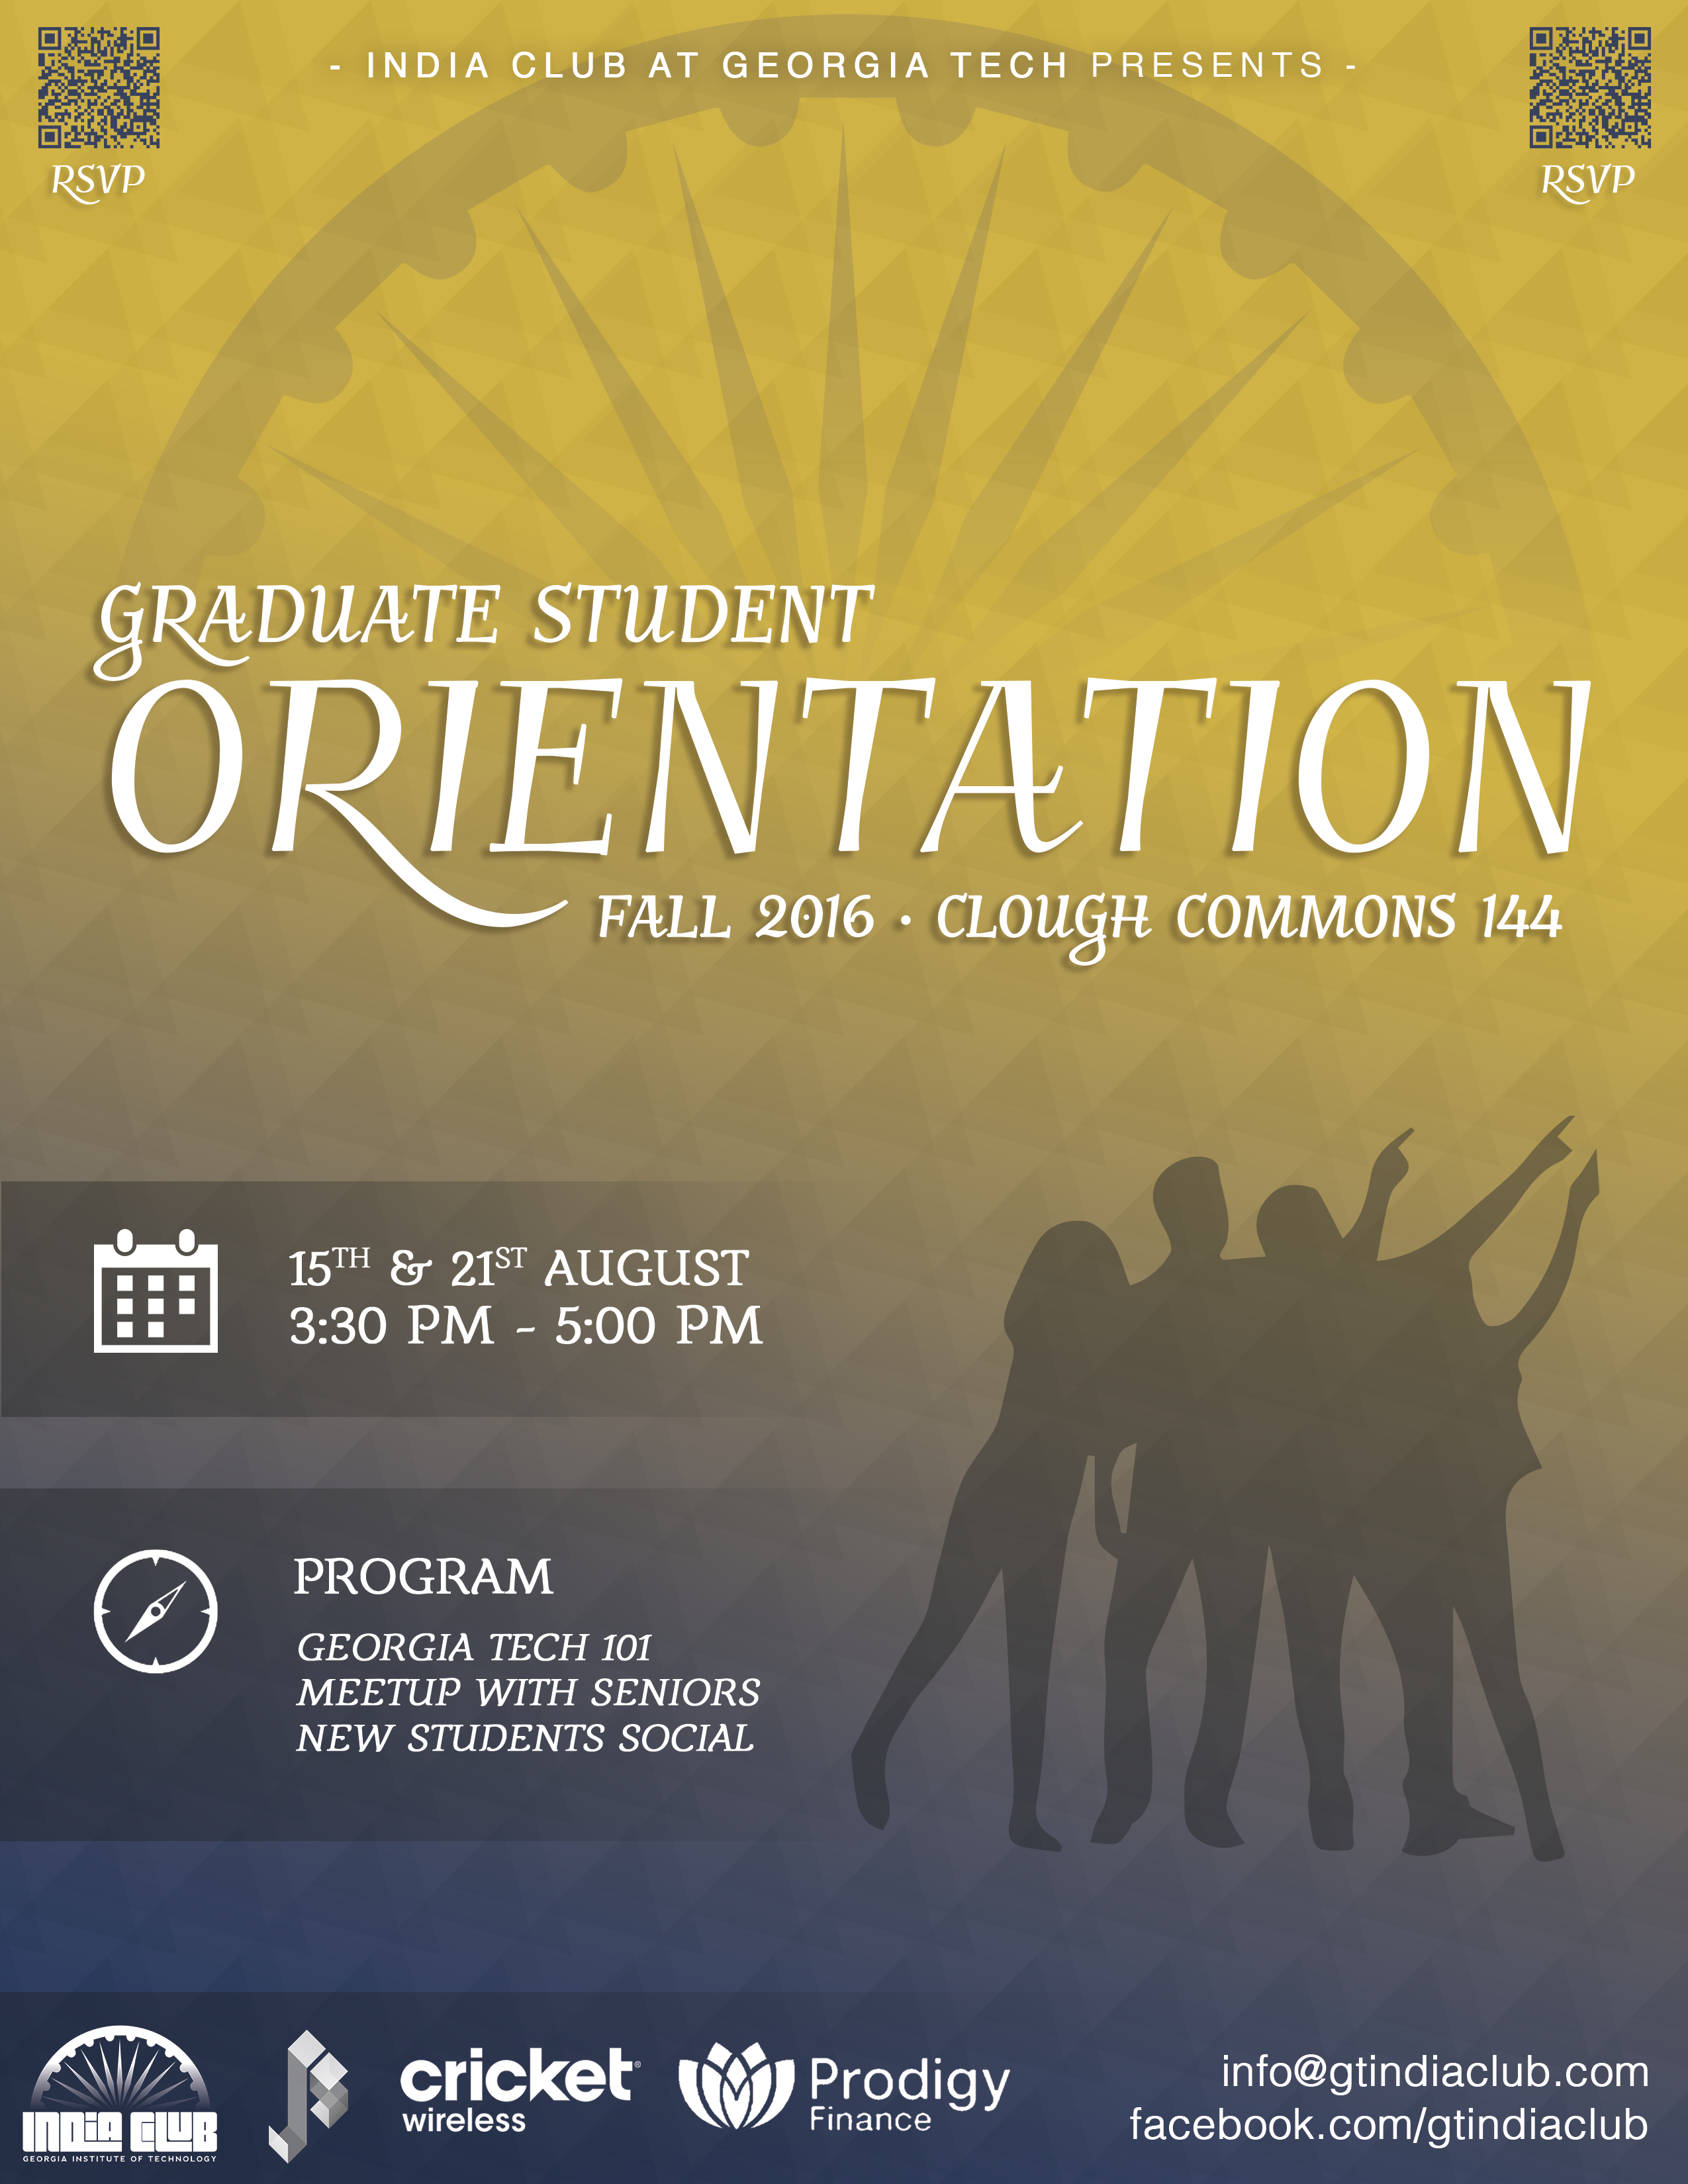 - INDIA CLUB AT GEORGIA TECH PRESENTS -
RSVP
RSVP
GRADUATE STUDENT
ORIENTATION
FALL 2016 · CLOUGH COMMONS 144
15TH & 21ST AUGUST
3:30 PM - 5:00 PM
PROGRAM
GEORGIA TECH 101
MEETUP WITH SENIORS
NEW STUDENTS SOCIAL
INDIA CLUB
GEORGIA INSTITUTE OF TECHNOLOGY
cricket®
wireless
Prodigy
Finance
info@gtindiaclub.com
facebook.com/gtindiaclub